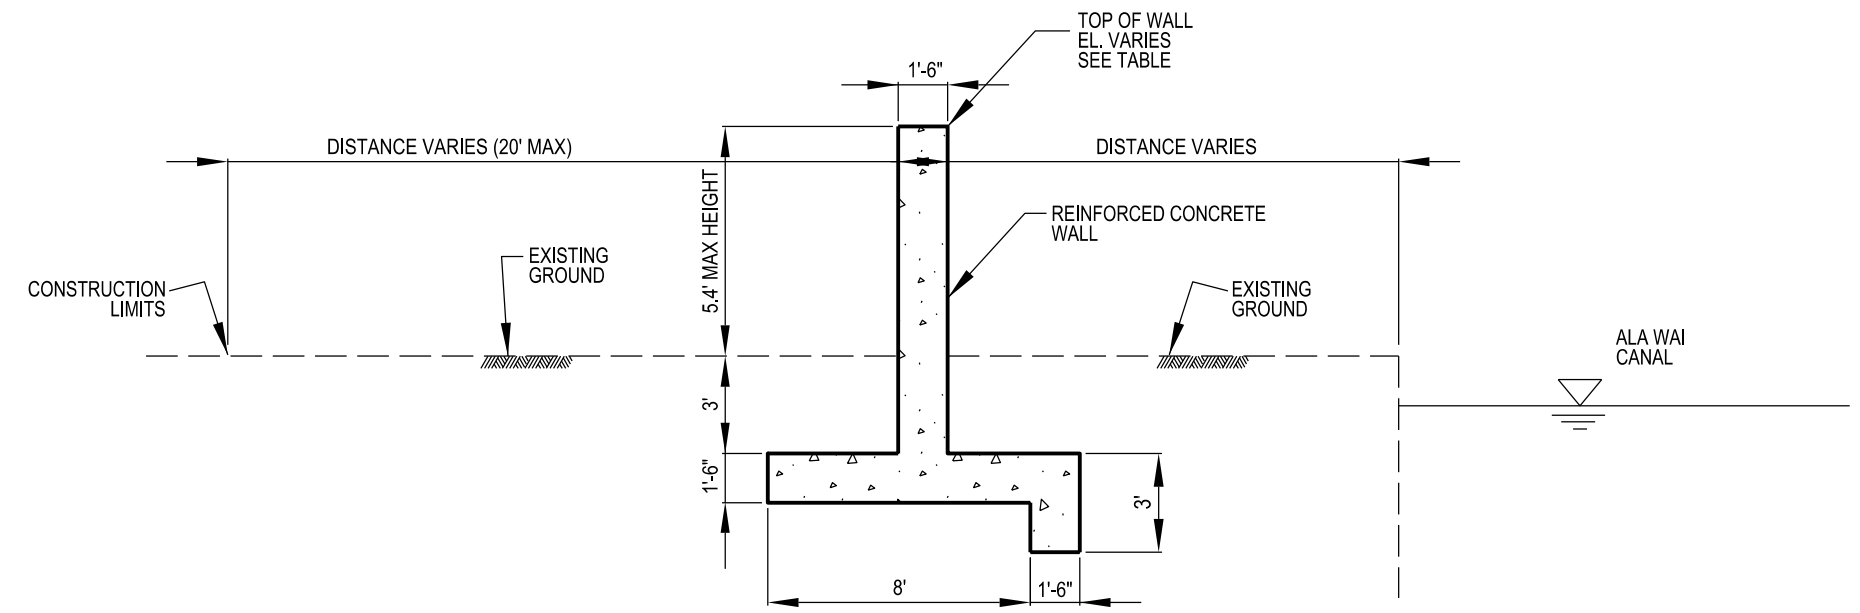 TOP OF WALL
EL. VARIES
SEE TABLE
1'-6"
DISTANCE VARIES (20' MAX)
DISTANCE VARIES
5.4' MAX HEIGHT
REINFORCED CONCRETE
WALL
EXISTING
GROUND
CONSTRUCTION
LIMITS
EXISTING
GROUND
ALA WAI
CANAL
3'
1'-6"
3'
8'
1'-6"